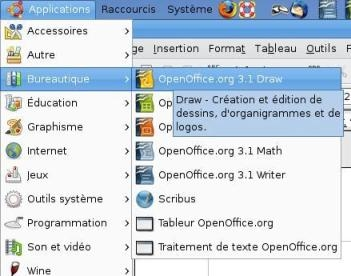 Applications Raccourcis Système
Accessoires
Autre
Bureautique
Éducation
Graphisme
Internet
Jeux
Outils système
Programmation
Son et vidéo
Wine
ge Insertion Format Tableau Outils F
OpenOffice.org 3.1 Draw
Op
Op
Draw - Création et édition de
dessins, d'organigrammes et de
logos.
OpenOffice.org 3.1 Math
OpenOffice.org 3.1 Writer
Scribus
Tableur OpenOffice.org
Traitement de texte OpenOffice.org